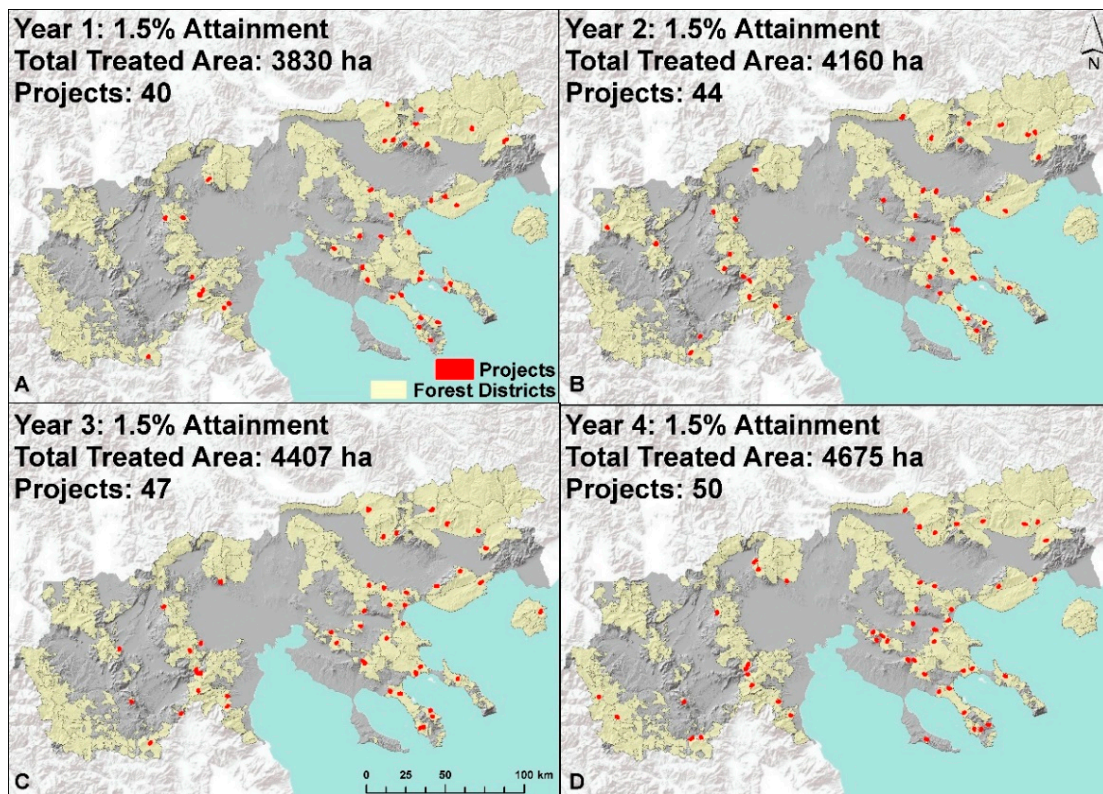 Year 1: 1.5% Attainment
Total Treated Area: 3830 ha
Projects: 40
A
Projects
Forest Districts
Year 2: 1.5% Attainment
Total Treated Area: 4160 ha
Projects: 44
N
B
Year 3: 1.5% Attainment
Total Treated Area: 4407 ha
Projects: 47
C
0 25 50 100 km
Year 4: 1.5% Attainment
Total Treated Area: 4675 ha
Projects: 50
D